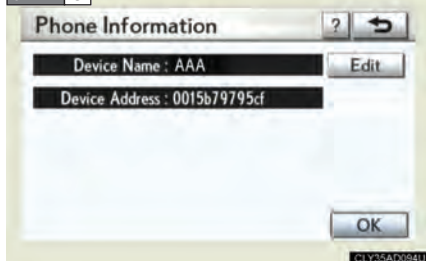 Phone Information ?
Device Name : AAA Edit
Device Address : 0015b79795cf
OK
CLY35AD094U